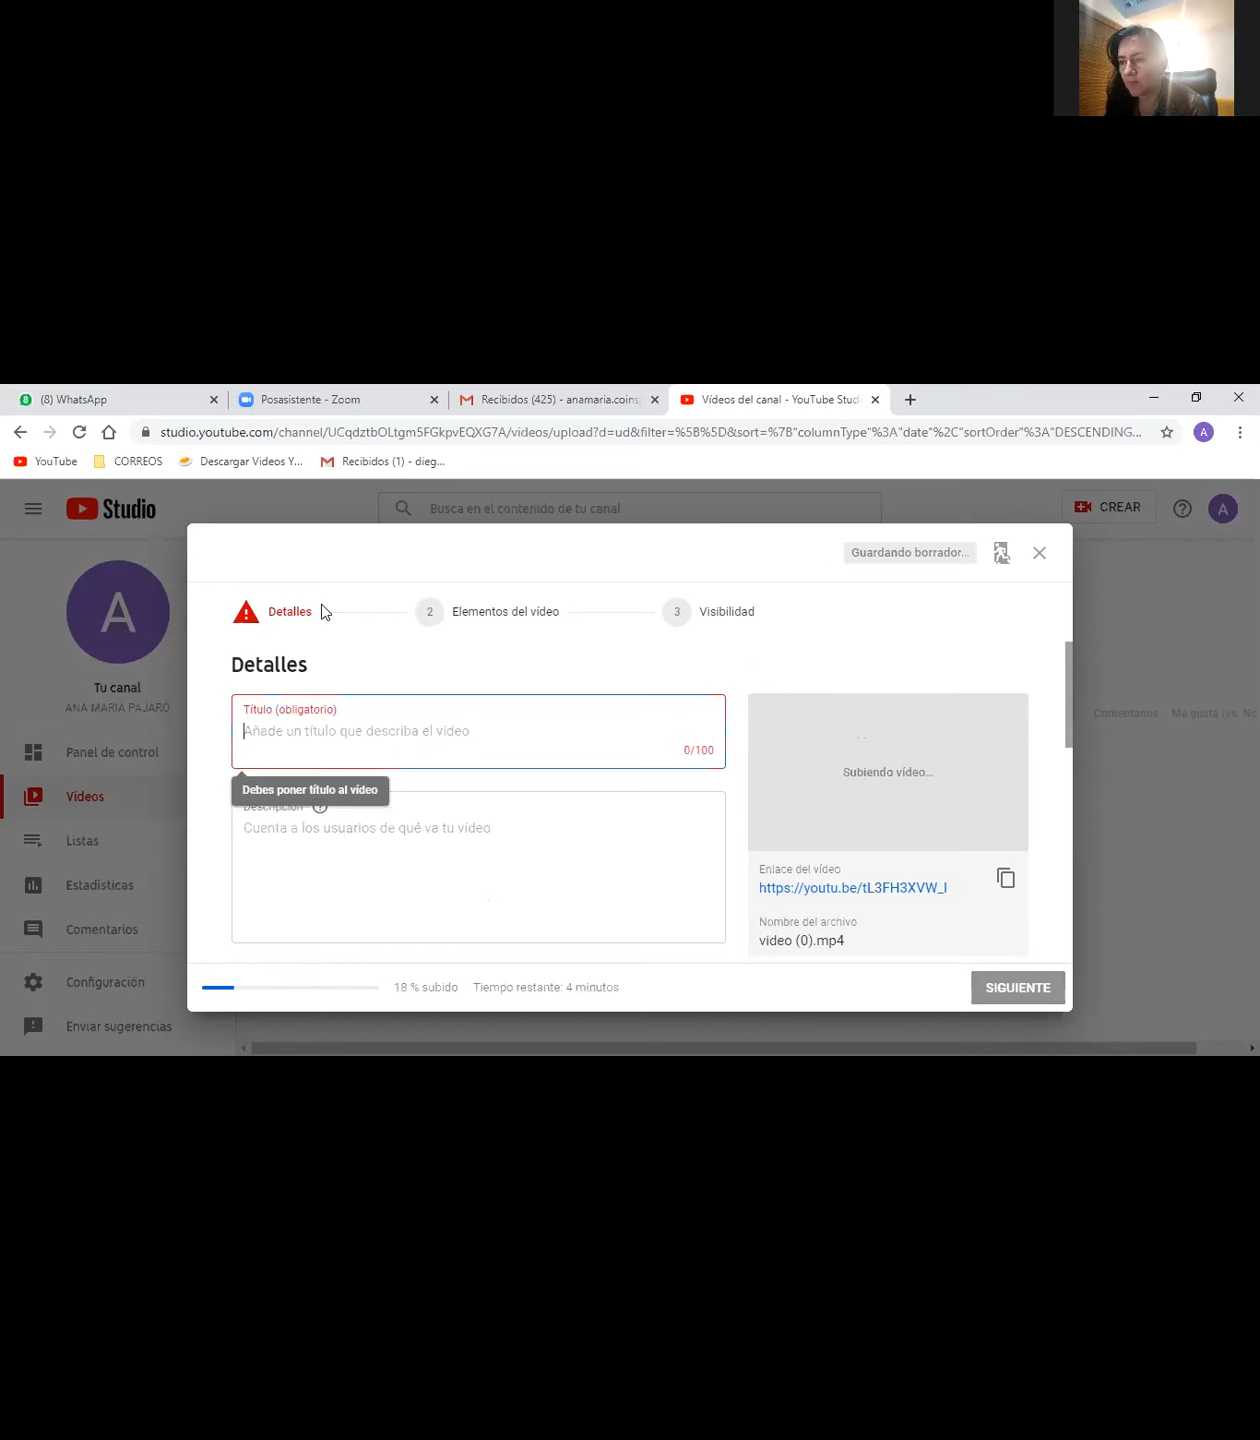 (8) WhatsApp
Posasistente - Zoom
Recibidos (425) - anamaria.coins
Vídeos del canal - YouTube Studi
studio.youtube.com/channel/UCqdztbOLtgm5FGkpvEQXG7A/videos/upload?d=ud&filter=%5B%5D&sort=%7B"columnType"%3A"date"%2C"sortOrder"%3A"DESCENDING...
A
YouTube
CORREOS
Descargar Videos Y...
Recibidos (1) - dieg...
Studio
Busca en el contenido de tu canal
CREAR
A
Guardando borrador...
Detalles
2
Elementos del vídeo
3
Visibilidad
A
Tu canal
ANA MARIA PAJARO
Panel de control
Vídeos
Listas
Estadísticas
Comentarios
Configuración
Enviar sugerencias
Detalles
Título (obligatorio)
Añade un título que describa el vídeo
0/100
Debes poner título al vídeo
Descripción
Cuenta a los usuarios de qué va tu vídeo
Subiendo vídeo...
Enlace del vídeo
https://youtu.be/tL3FH3XVW_I
Nombre del archivo
video (0).mp4
Comentarios
Me gusta (vs. No
18 % subido
Tiempo restante: 4 minutos
SIGUIENTE